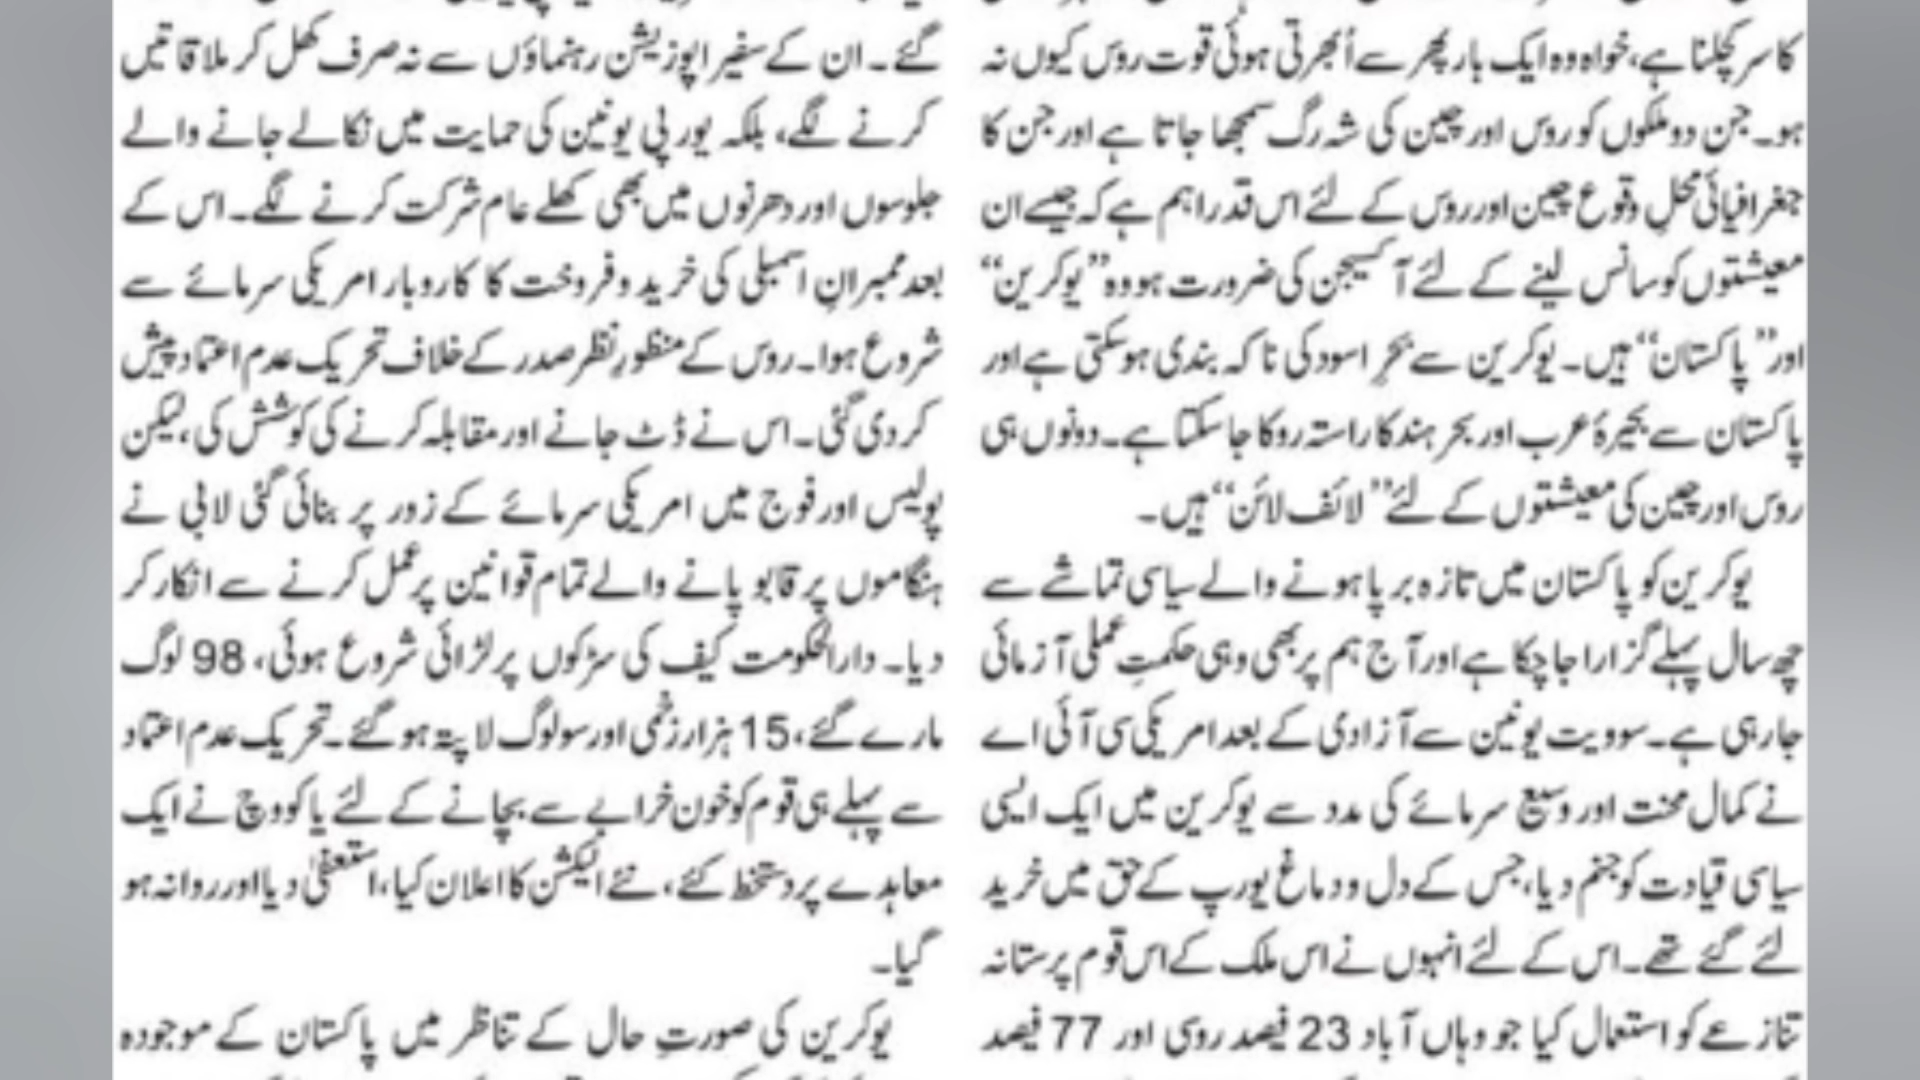 کا سر کچلنا ہے، خواہ وہ ایک بار پھر سے اُبھرتی ہوئی قوت روس کیوں نہ
ہو۔ جن دو ملکوں کو روس اور چین کی شہ رگ سمجھا جاتا ہے اور جن کا
جغرافیائی محلِ وقوع چین اور روس کے لئے اس قدر اہم ہے کہ جیسے ان
معیشتوں کو سانس لینے کے لئے آکسیجن کی ضرورت ہو وہ ’’یوکرین‘‘
اور ’’پاکستان‘‘ ہیں۔ یوکرین سے بحرِ اسود کی ناکہ بندی ہو سکتی ہے اور
پاکستان سے بحیرۂ عرب اور بحرِ ہند کا راستہ روکا جا سکتا ہے۔ دونوں ہی
روس اور چین کی معیشتوں کے لئے ’’لائف لائن‘‘ ہیں۔
یوکرین کو پاکستان میں تازہ برپا ہونے والے سیاسی تماشے سے
چھ سال پہلے گزارا جا چکا ہے اور آج ہم پر بھی وہی حکمتِ عملی آزمائی
جا رہی ہے۔ سوویت یونین سے آزادی کے بعد امریکی سی آئی اے
نے کمال محنت اور وسیع سرمائے کی مدد سے یوکرین میں ایک ایسی
سیاسی قیادت کو جنم دیا، جس کے دل و دماغ یورپ کے حق میں خرید
لئے گئے تھے۔ اس کے لئے انہوں نے اس ملک کے اس قوم پرستانہ
تنازعے کو استعمال کیا جو وہاں آباد 23 فیصد روسی اور 77 فیصد
گئے۔ ان کے سفیر اپوزیشن رہنماؤں سے نہ صرف کھل کر ملاقاتیں
کرنے لگے، بلکہ یورپی یونین کی حمایت میں نکالے جانے والے
جلوسوں اور دھرنوں میں بھی کھلے عام شرکت کرنے لگے۔ اس کے
بعد ممبرانِ اسمبلی کی خرید و فروخت کا کاروبار امریکی سرمائے سے
شروع ہوا۔ روس کے منظورِ نظر صدر کے خلاف تحریک عدم اعتماد پیش
کر دی گئی۔ اس نے ڈٹ جانے اور مقابلہ کرنے کی کوشش کی، لیکن
پولیس اور فوج میں امریکی سرمائے کے زور پر بنائی گئی لابی نے
ہنگاموں پر قابو پانے والے تمام قوانین پر عمل کرنے سے انکار کر
دیا۔ دارالحکومت کیف کی سڑکوں پر لڑائی شروع ہوئی، 98 لوگ
مارے گئے، 15 ہزار زخمی اور سو لوگ لاپتہ ہو گئے۔ تحریک عدم اعتماد
سے پہلے ہی قوم کو خون خرابے سے بچانے کے لئے یاکووچ نے ایک
معاہدے پر دستخط کئے، نئے الیکشن کا اعلان کیا، استعفیٰ دیا اور روانہ ہو
گیا۔
یوکرین کی صورتِ حال کے تناظر میں پاکستان کے موجودہ